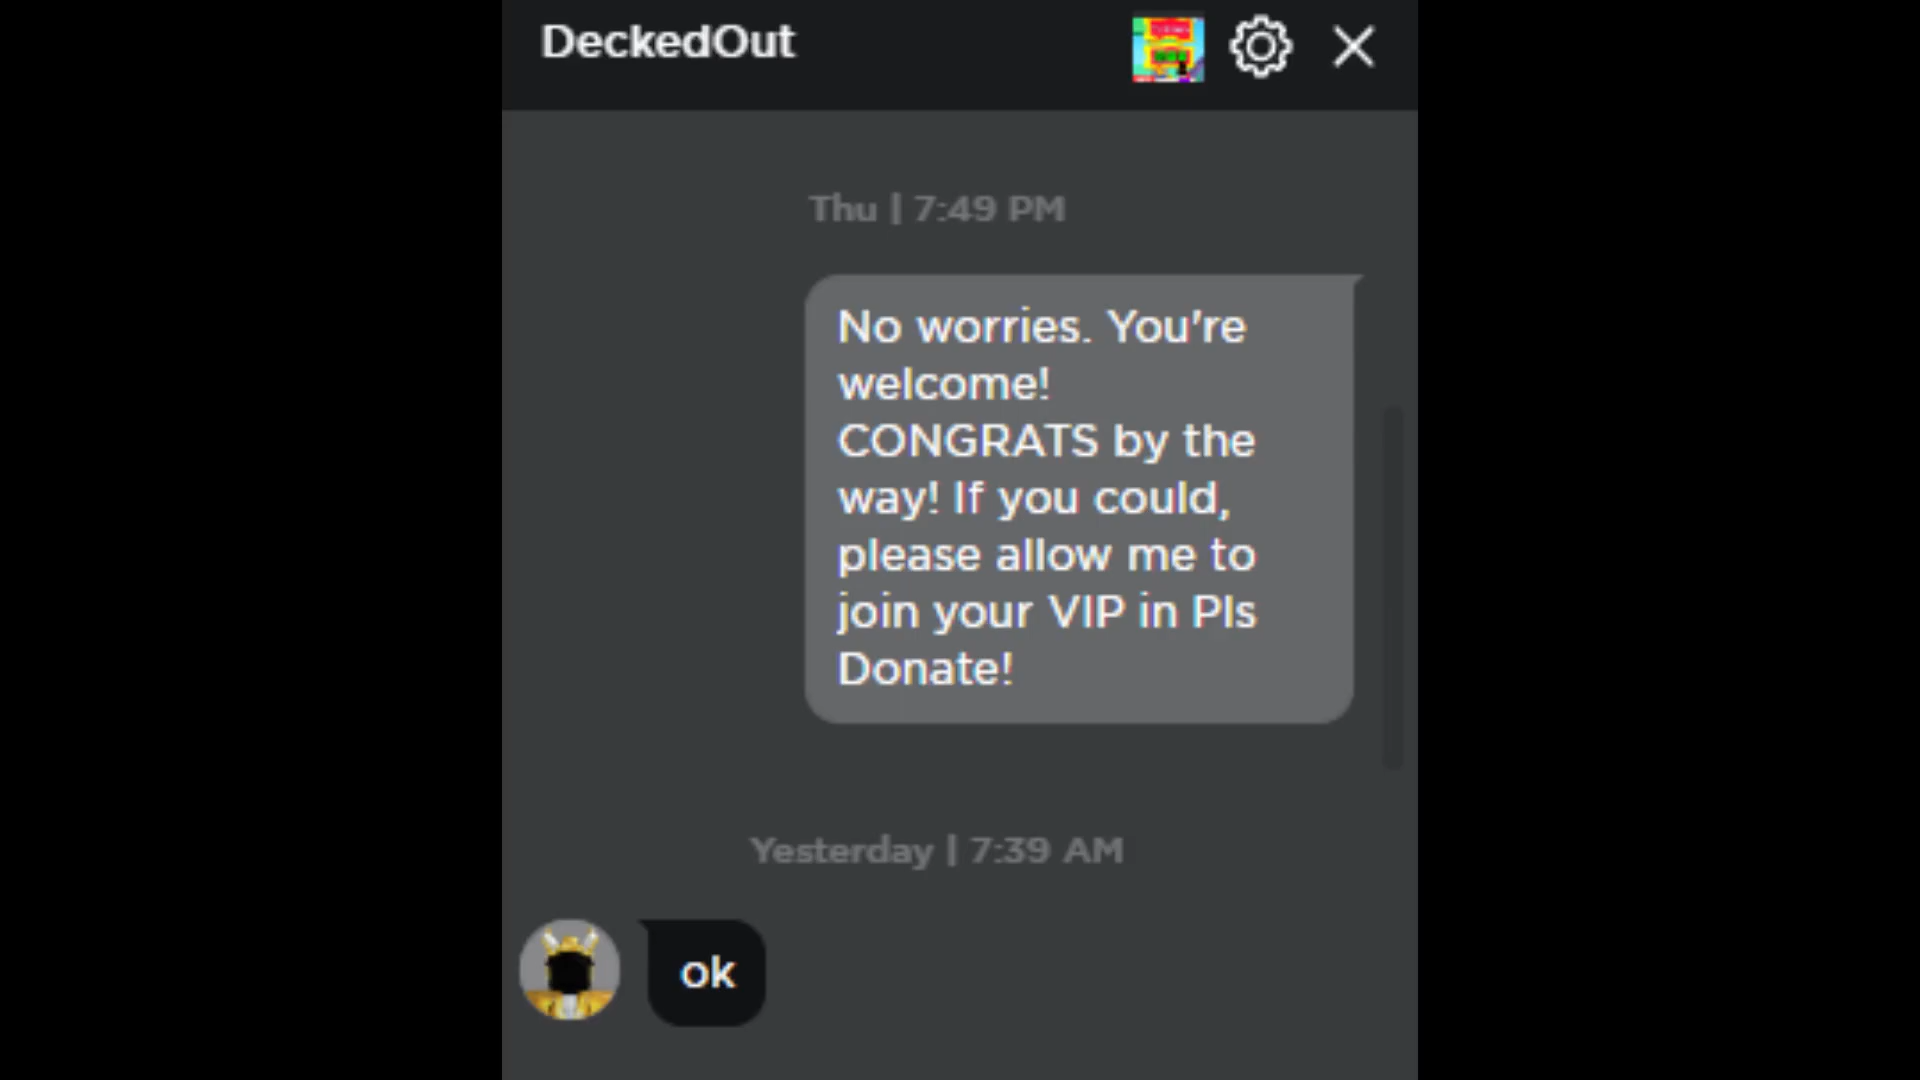 DeckedOut
Thu | 7:49 PM
No worries. You're
welcome!
CONGRATS by the
way! If you could,
please allow me to
join your VIP in Pls
Donate!
Yesterday | 7:39 AM
ok